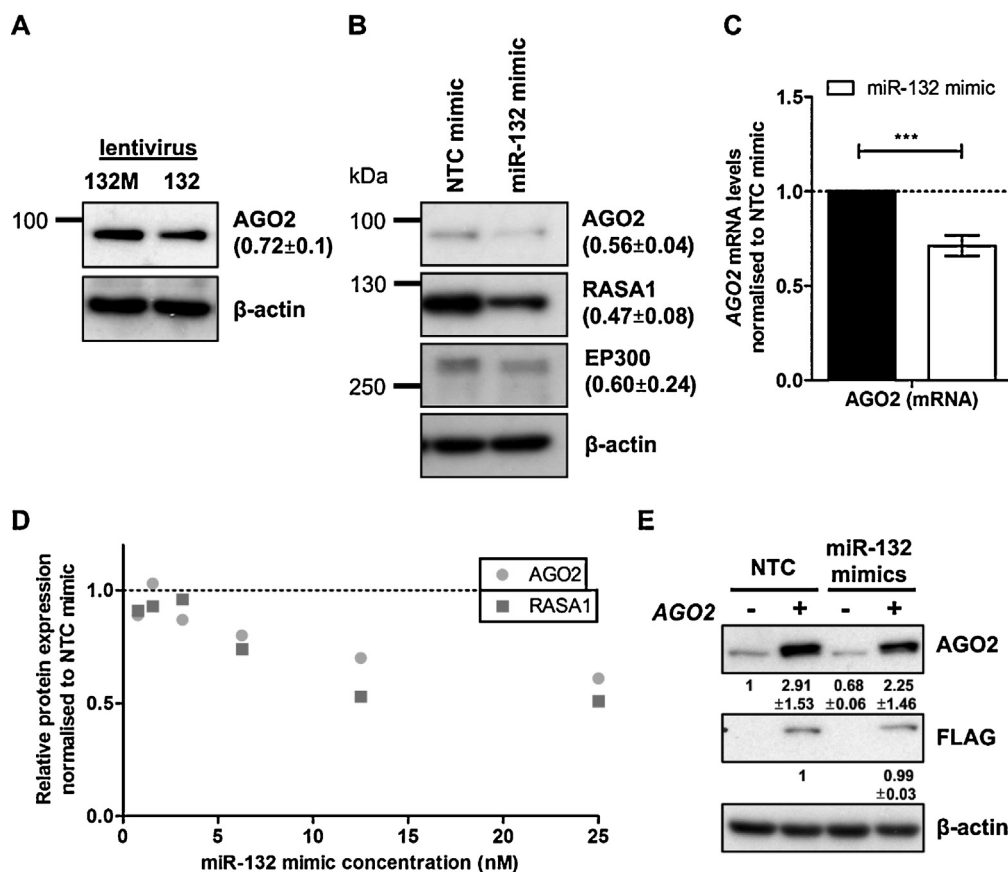 A
lentivirus
132M 132
100
AGO2
(0.72±0.1)
β-actin
B
NTC mimic
miR-132 mimic
kDa
100
AGO2
(0.56±0.04)
130
RASA1
(0.47±0.08)
EP300
(0.60±0.24)
250
β-actin
C
miR-132 mimic
***
AGO2 mRNA levels
normalised to NTC mimic
1.5
1.0
0.5
0.0
AGO2 (mRNA)
D
Relative protein expression
normalised to NTC mimic
1.0
0.5
0.0
AGO2
RASA1
0 5 10 15 20 25
miR-132 mimic concentration (nM)
E
NTC
miR-132
mimics
AGO2 - + - +
AGO2
1 2.91 0.68 2.25
±1.53 ±0.06 ±1.46
FLAG
1 0.99
±0.03
β-actin